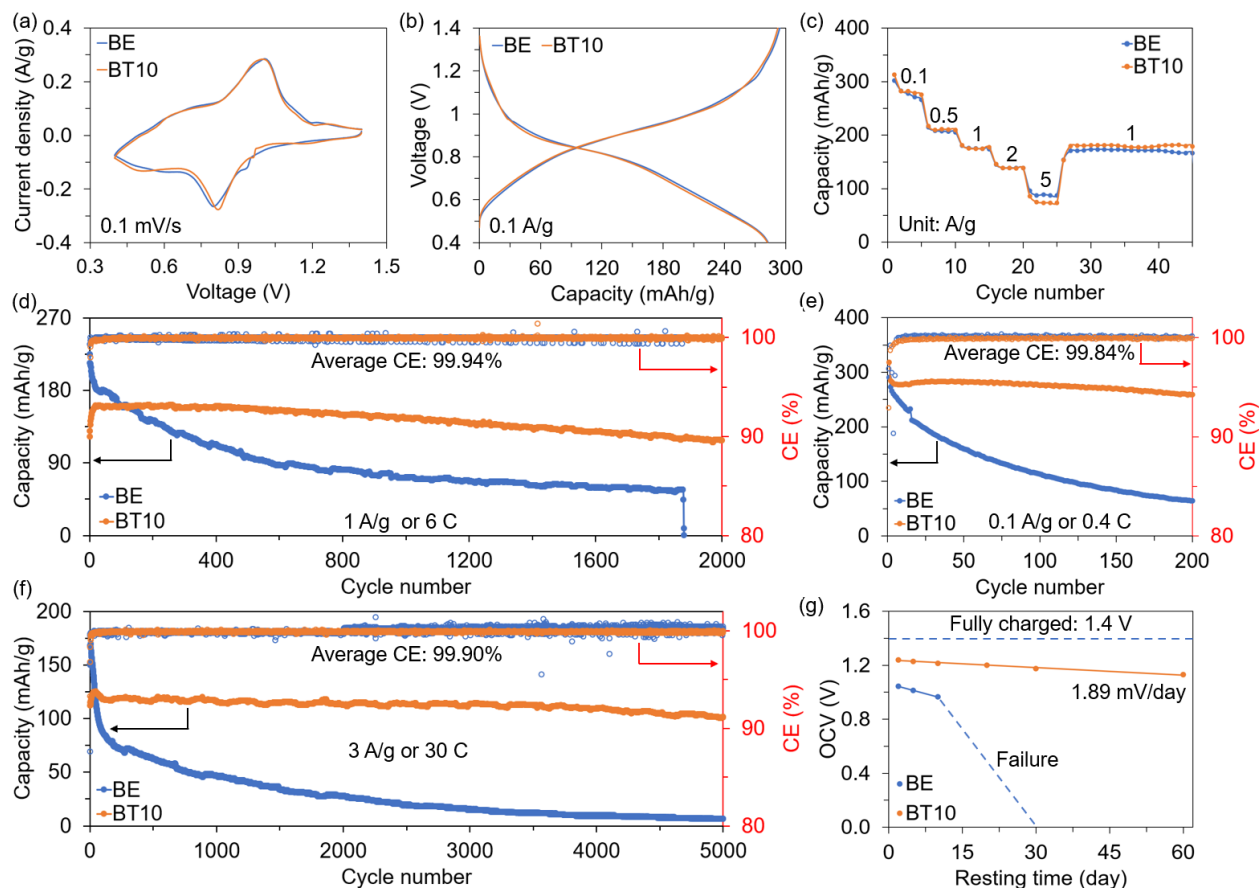 (a)
0.4
0.2
0.0
-0.2
-0.4
Current density (A/g)
BE
BT10
0.1 mV/s
0.3
0.6
0.9
1.2
1.5
Voltage (V)
(b)
1.4
1.2
1
0.8
0.6
0.4
Voltage (V)
BE
BT10
0.1 A/g
0
60
120
180
240
300
Capacity (mAh/g)
(c)
400
300
200
100
0
Capacity (mAh/g)
BE
BT10
0.1
0.5
1
2
5
1
Unit: A/g
0
10
20
30
40
Cycle number
(d)
270
180
90
0
Capacity (mAh/g)
Average CE: 99.94%
BE
BT10
1 A/g or 6 C
100
90
80
CE (%)
0
400
800
1200
1600
2000
Cycle number
(e)
400
300
200
100
0
Capacity (mAh/g)
Average CE: 99.84%
BE
BT10
0.1 A/g or 0.4 C
100
90
80
CE (%)
0
50
100
150
200
Cycle number
(f)
200
150
100
50
0
Capacity (mAh/g)
Average CE: 99.90%
3 A/g or 30 C
BE
BT10
100
90
80
CE (%)
0
1000
2000
3000
4000
5000
Cycle number
(g)
1.6
1.2
0.8
0.4
0.0
OCV (V)
Fully charged: 1.4 V
1.89 mV/day
Failure
BE
BT10
0
15
30
45
60
Resting time (day)